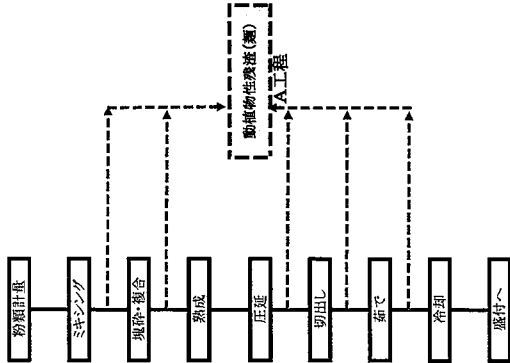 粉類計量
ミキシング
塊砕・複合
熟成
圧延
切出し
茹で
冷却
盛付へ
動植物性残渣(麺)
A工程